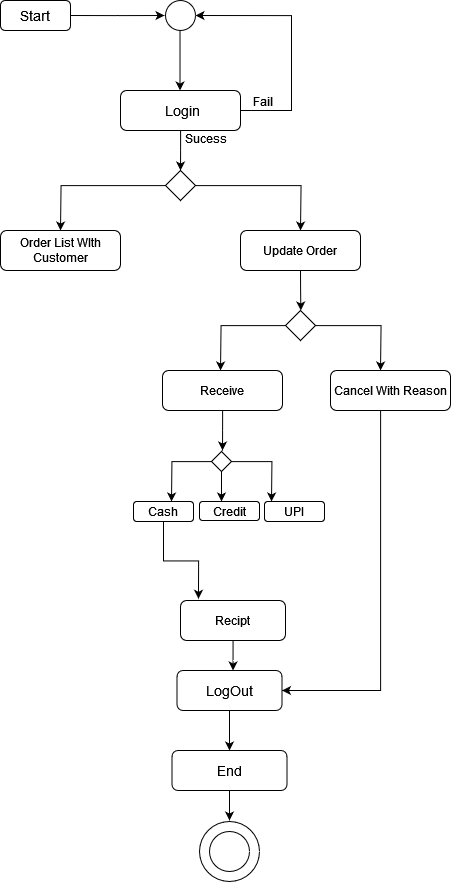 Start
Fail
Login
Sucess
Order List WIth
Customer
Update Order
Receive
Cancel With Reason
Cash
Credit
UPI
Recipt
LogOut
End